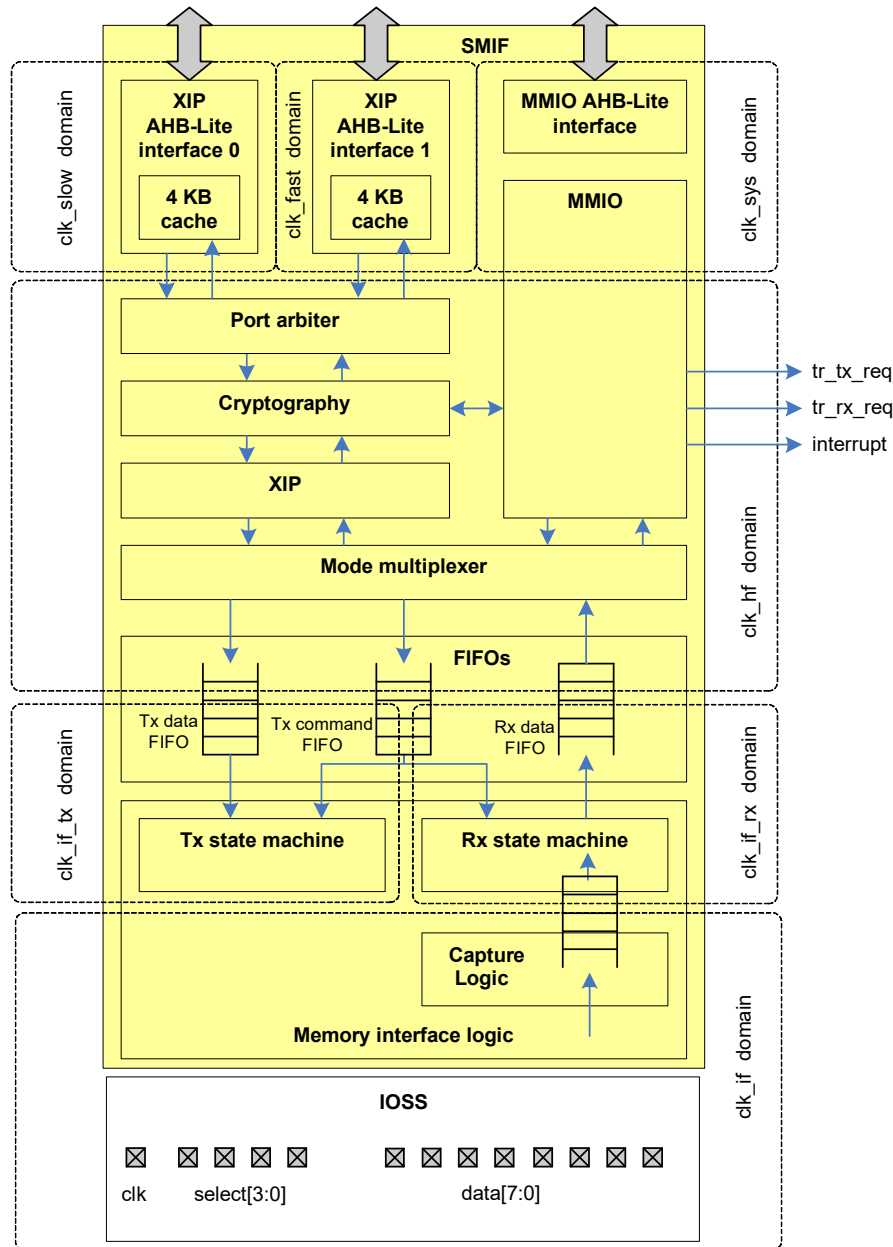 SMIF
XIP
AHB-Lite
interface 0
4 KB
cache
XIP
AHB-Lite
interface 1
4 KB
cache
MMIO AHB-Lite
interface
MMIO
clk_slow domain
clk_fast domain
clk_sys domain
Port arbiter
Cryptography
XIP
Mode multiplexer
tr_tx_req
tr_rx_req
interrupt
clk_hf domain
FIFOs
Tx data
FIFO
Tx command
FIFO
Rx data
FIFO
clk_if_tx domain
clk_if_rx domain
Tx state machine
Rx state machine
Capture
Logic
Memory interface logic
clk_if domain
IOSS
clk
select[3:0]
data[7:0]